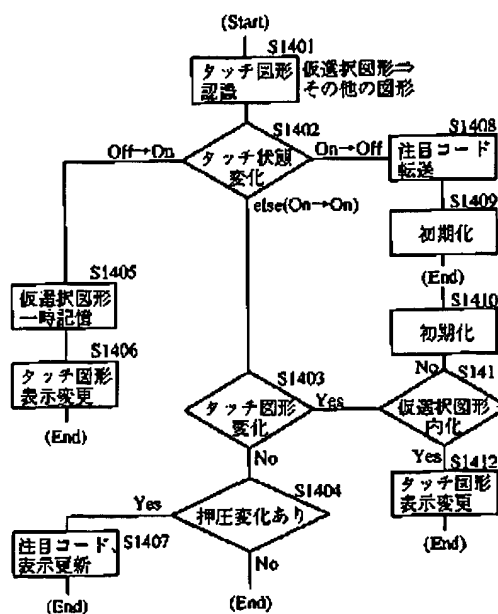 (Start)
S1401
タッチ図形
認識
仮選択図形⇒
その他の図形
S1402
タッチ状態
変化
Off→On
On→Off
else(On→On)
S1408
注目コード
転送
S1409
初期化
(End)
S1410
初期化
S1405
仮選択図形
一時記憶
S1406
タッチ図形
表示変更
(End)
S1403
タッチ図形
変化
Yes
No
No
S141
仮選択図形
内化
Yes
S1412
タッチ図形
表示変更
(End)
S1404
押圧変化あり
Yes
No
S1407
注目コード、
表示更新
(End)
(End)